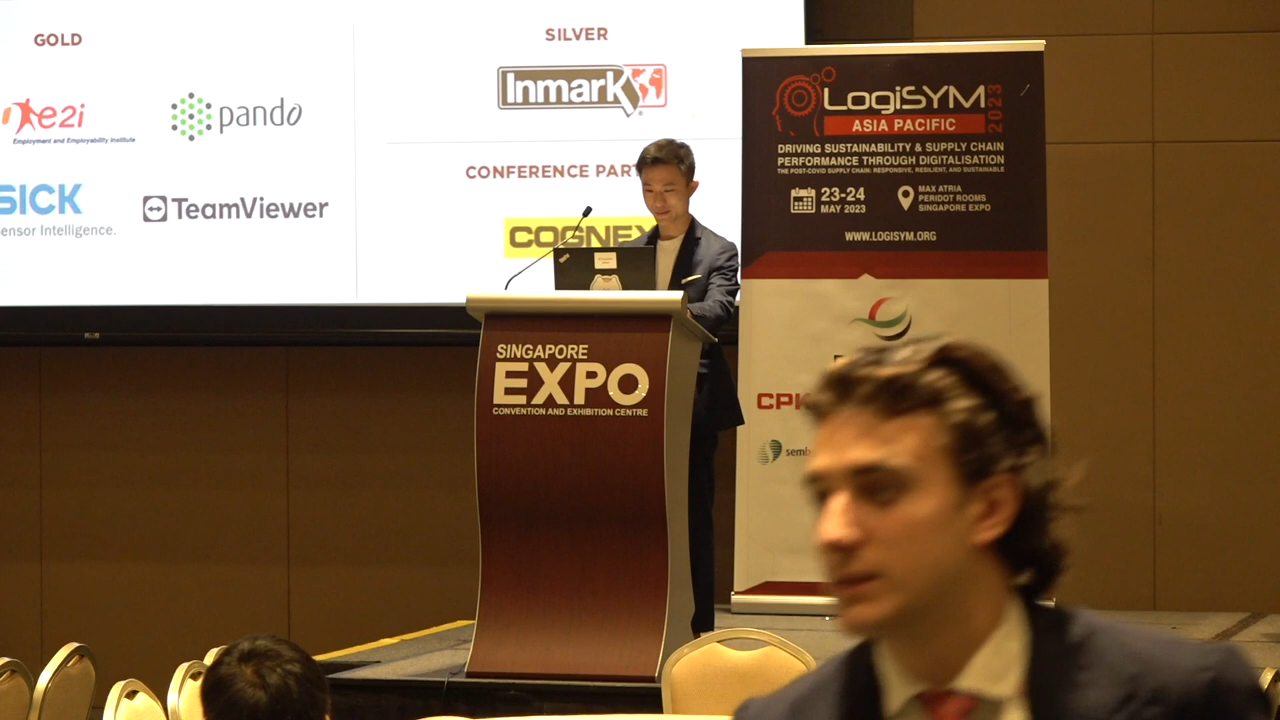 GOLD
e2i
Employment and Employability Institute
pando
SICK
Sensor Intelligence.
TeamViewer
SILVER
Inmark
CONFERENCE
COGNEX
SINGAPORE
EXPO
CONVENTION AND EXHIBITION CENTRE
LogiSYM 2023
ASIA PACIFIC
DRIVING SUSTAINABILITY & SUPPLY CHAIN
PERFORMANCE THROUGH DIGITALISATION
THE POST-COVID SUPPLY CHAIN: RESPONSIVE, RESILIENT, AND SUSTAINABLE
23-24
MAY 2023
MAX ATRIA
PERIDOT ROOMS
SINGAPORE EXPO
WWW.LOGISYM.ORG
CPK
semb